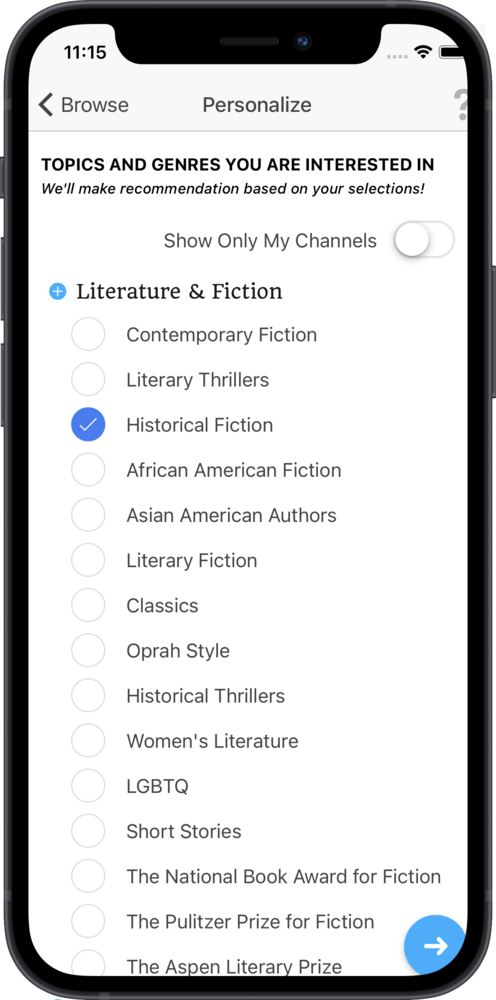 11:15
Browse
Personalize
?
TOPICS AND GENRES YOU ARE INTERESTED IN
We'll make recommendation based on your selections!
Show Only My Channels
Literature & Fiction
Contemporary Fiction
Literary Thrillers
Historical Fiction
African American Fiction
Asian American Authors
Literary Fiction
Classics
Oprah Style
Historical Thrillers
Women's Literature
LGBTQ
Short Stories
The National Book Award for Fiction
The Pulitzer Prize for Fiction
The Aspen Literary Prize